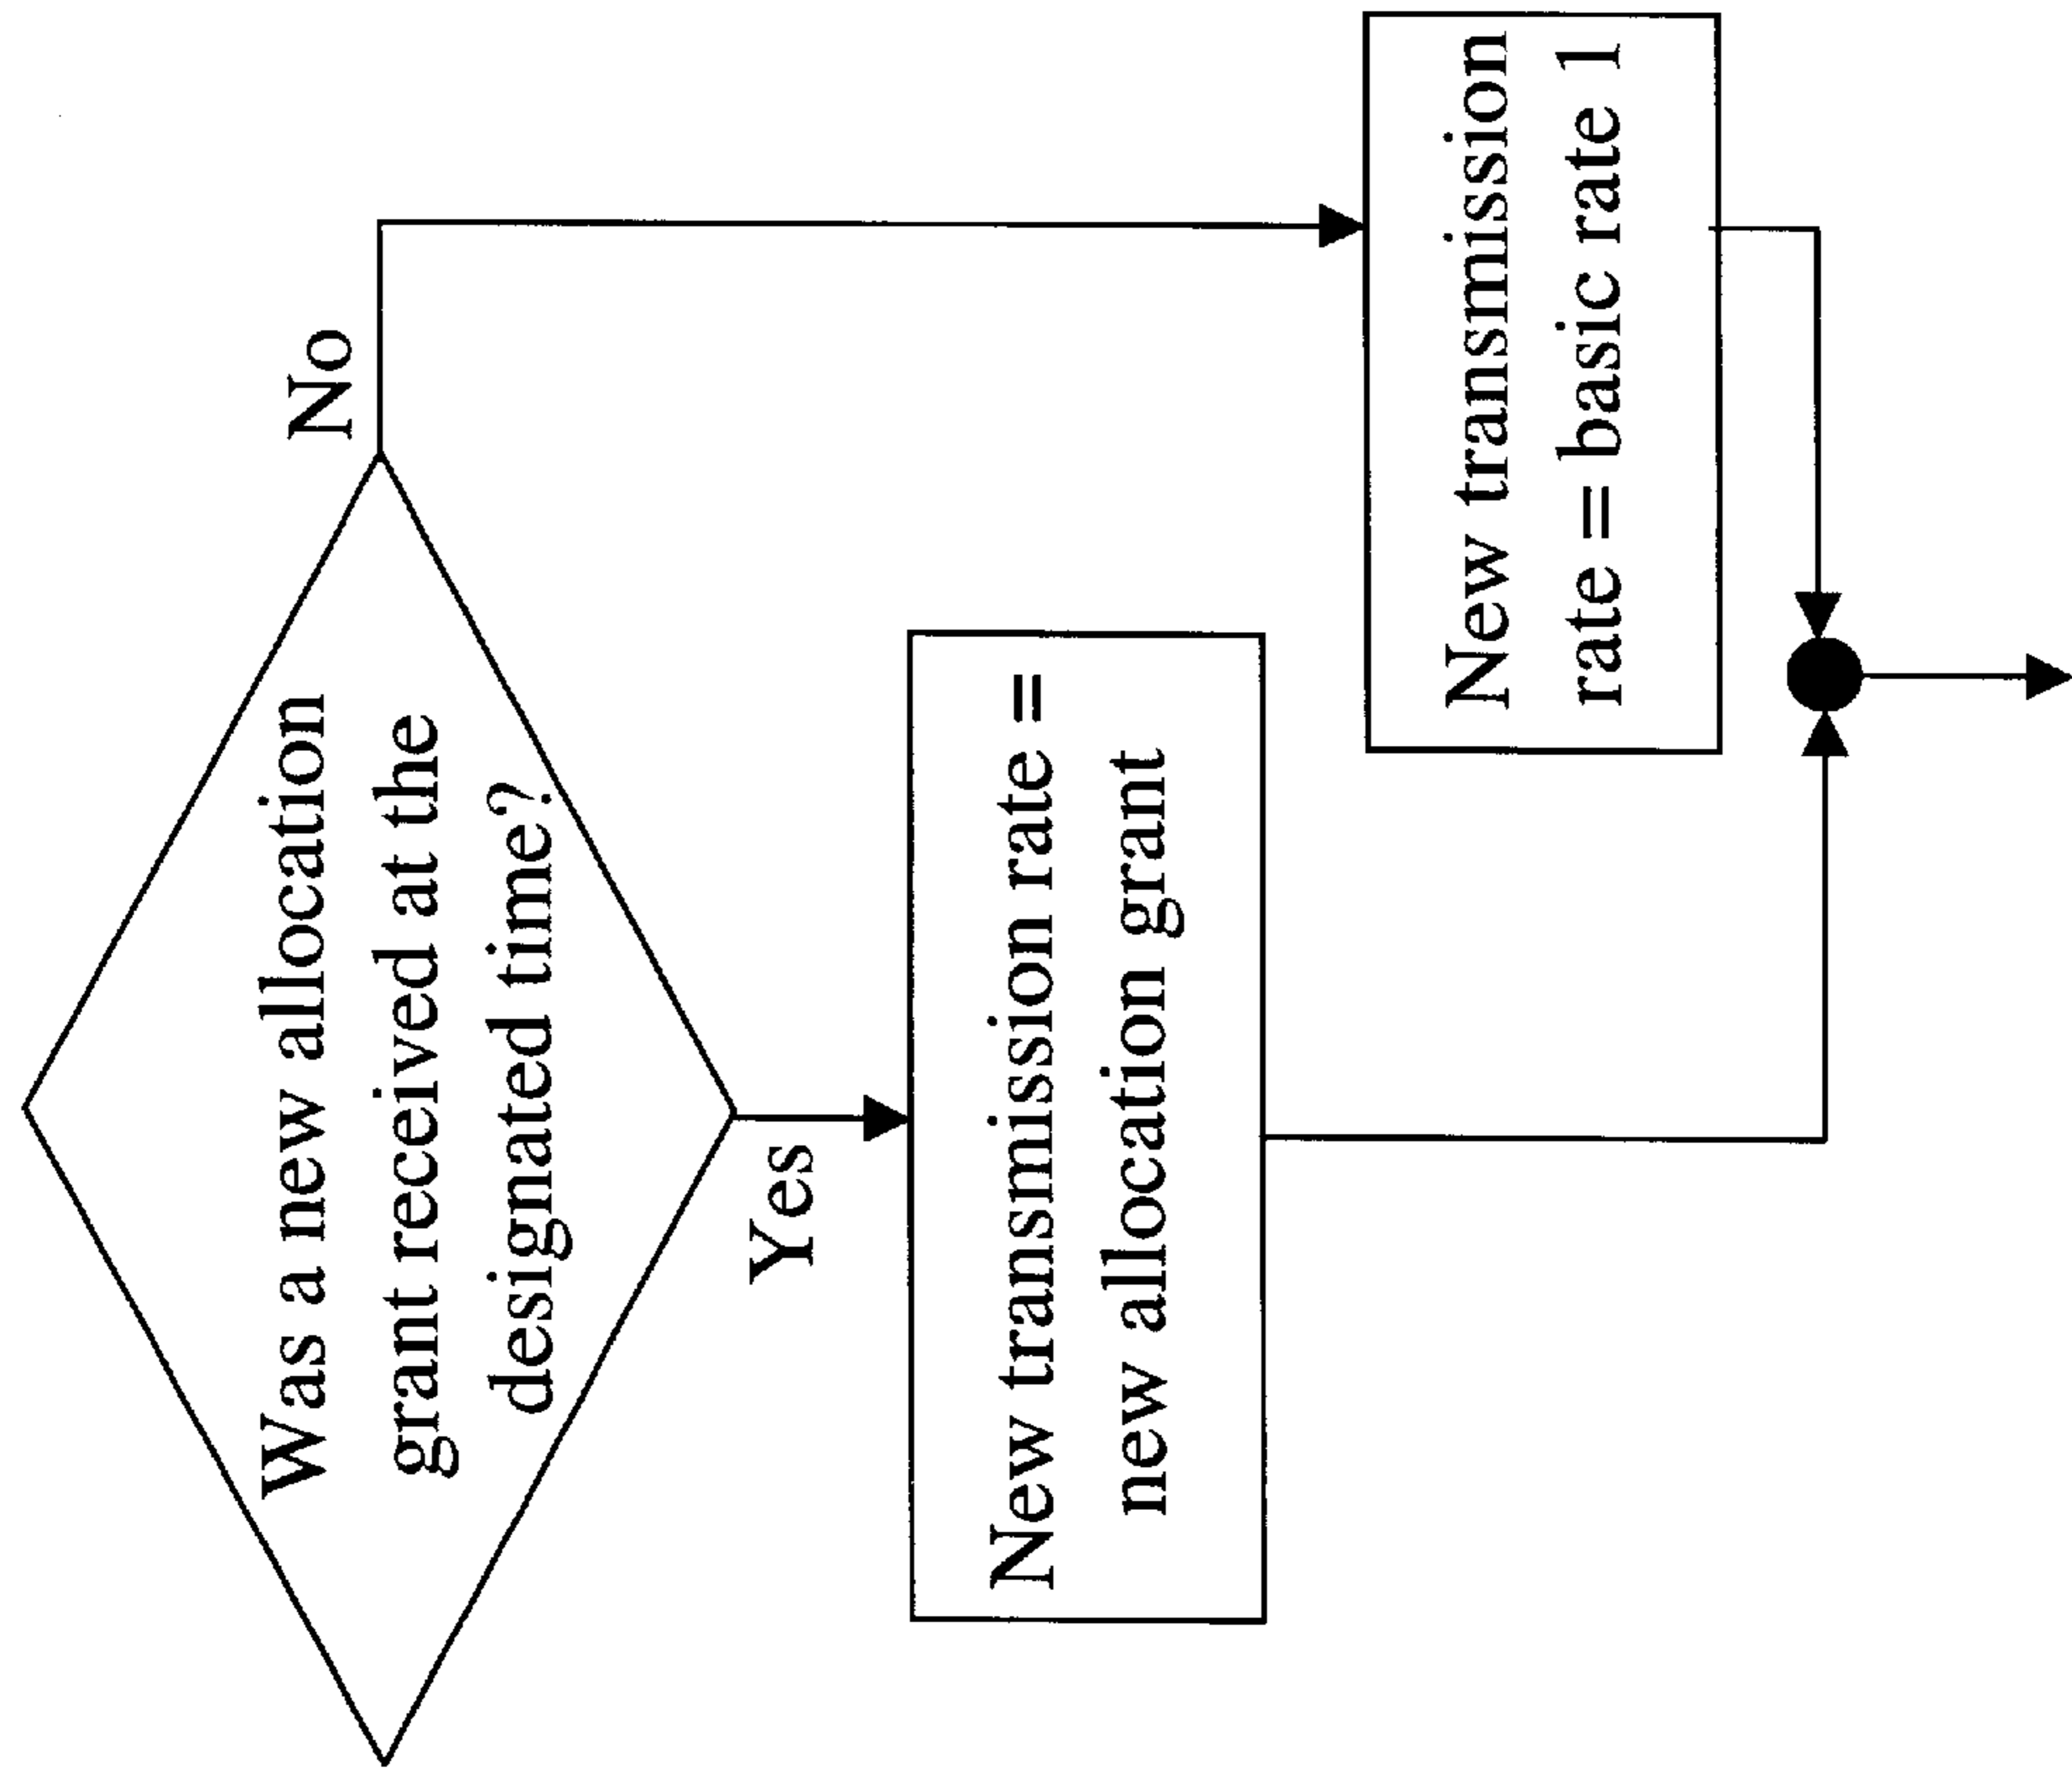 Was a new allocation
grant received at the
designated time?
No
Yes
New transmission rate =
new allocation grant
New transmission
rate = basic rate 1